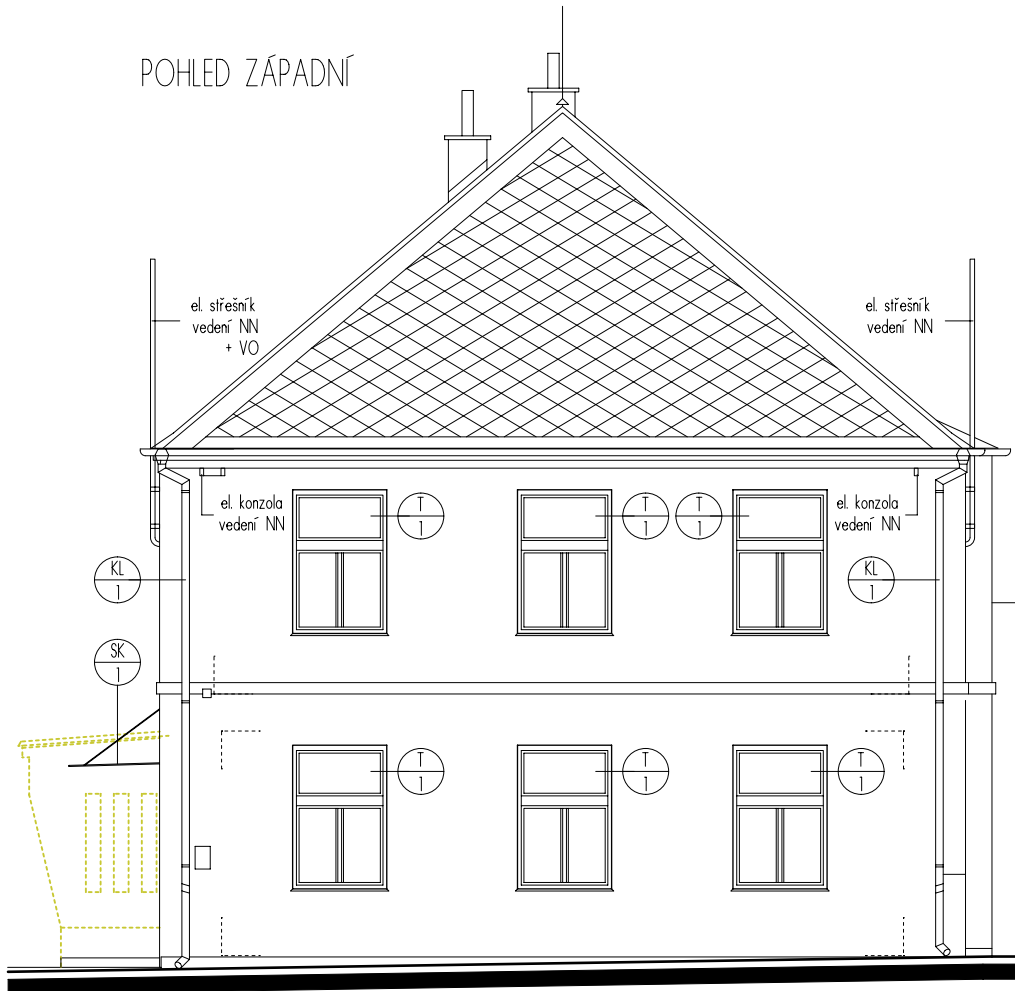 POHLED ZÁPADNÍ
el. střešník
vedení NN
+ VO
el. střešník
vedení NN
el. konzola
vedení NN
T
1
T
1
T
1
el. konzola
vedení NN
KL
1
KL
1
SK
1
T
1
T
1
T
1